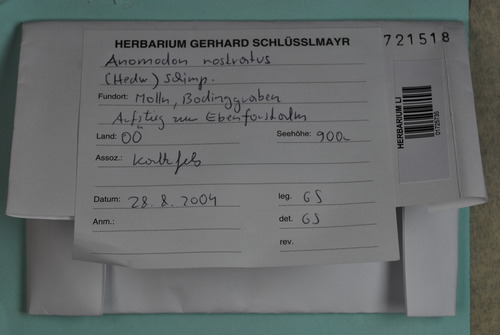 HERBARIUM GERHARD SCHLÜSSLMAYR
721518
Anomodon rostratus
(Hedw) Schimp.
Fundort: Molln, Bodinggraben
Aufstieg zur Ebenforstalm
Land: OÖ Seehöhe: 900
Assoz.: Kalkfels
Datum: 28.8.2004 leg. GS
Anm.: det. GS
rev.
HERBARIUM LI